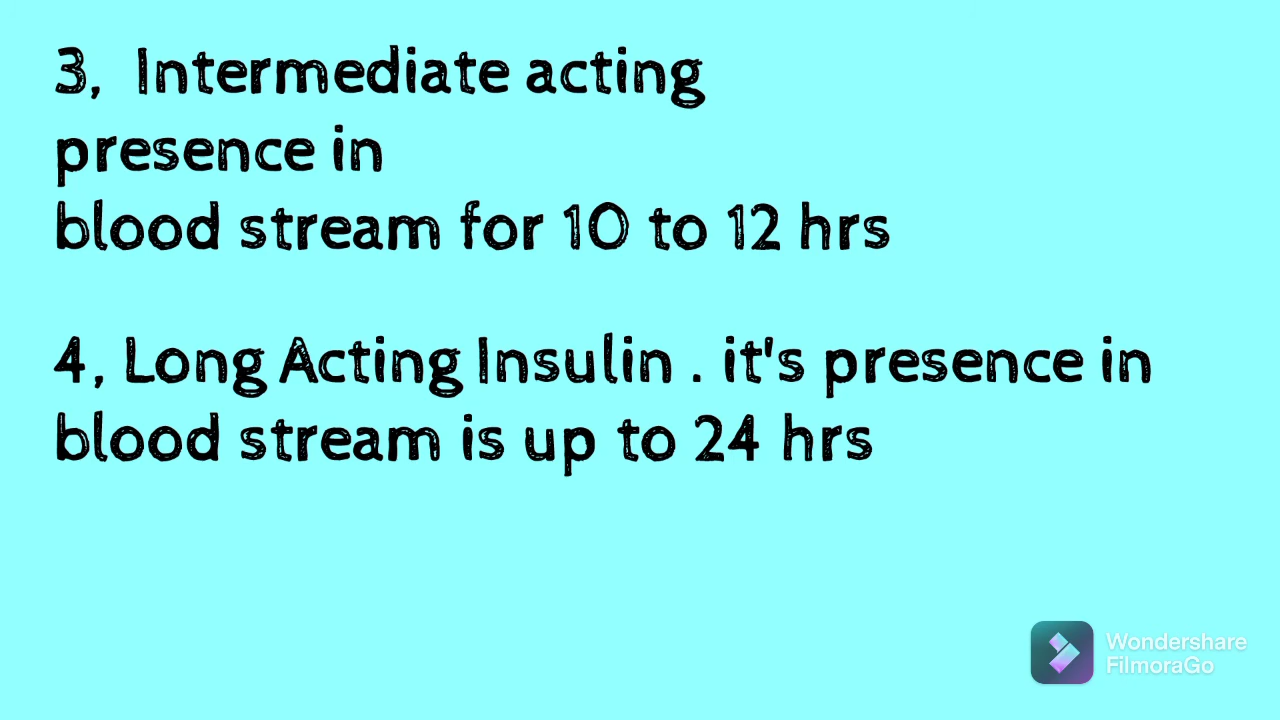 3,  Intermediate acting
presence in
blood stream for 10 to 12 hrs
4, Long Acting Insulin . it's presence in
blood stream is up to 24 hrs
Wondershare
FilmoraGo